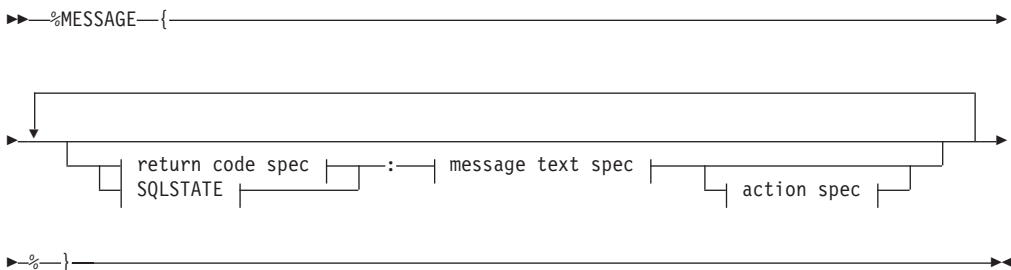 %MESSAGE {
return code spec : message text spec
SQLSTATE action spec
% }